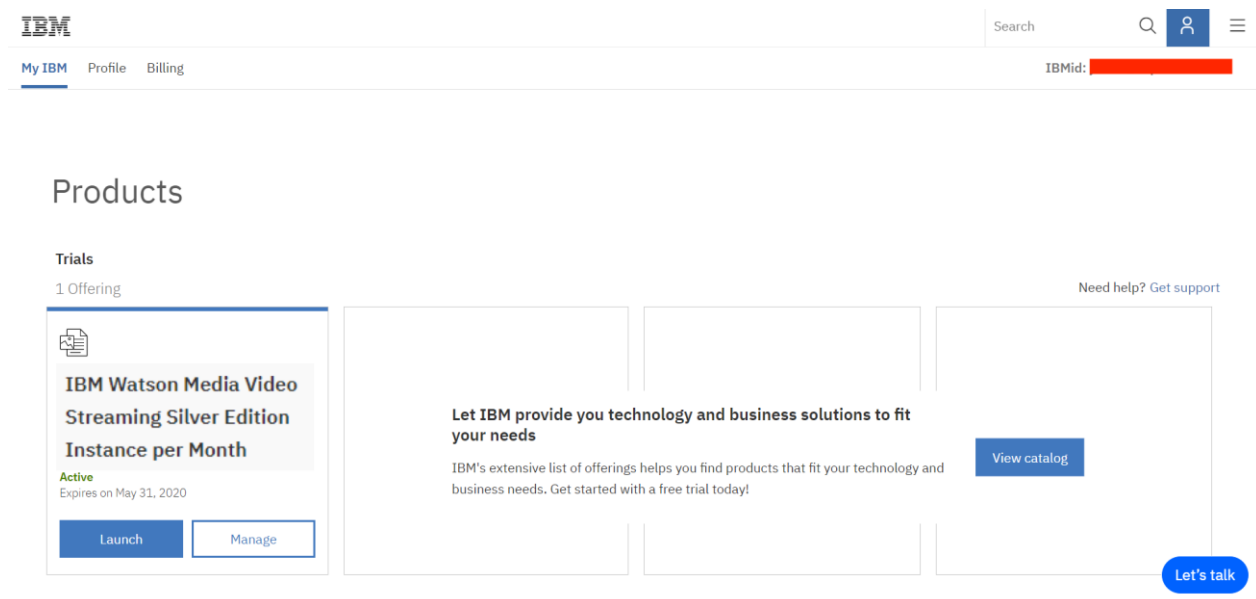 IBM
Search
My IBM Profile Billing
IBMid:
Products
Trials
1 Offering
Need help? Get support
IBM Watson Media Video
Streaming Silver Edition
Instance per Month
Active
Expires on May 31, 2020
Launch Manage
Let IBM provide you technology and business solutions to fit
your needs
IBM's extensive list of offerings helps you find products that fit your technology and
business needs. Get started with a free trial today!
View catalog
Let's talk